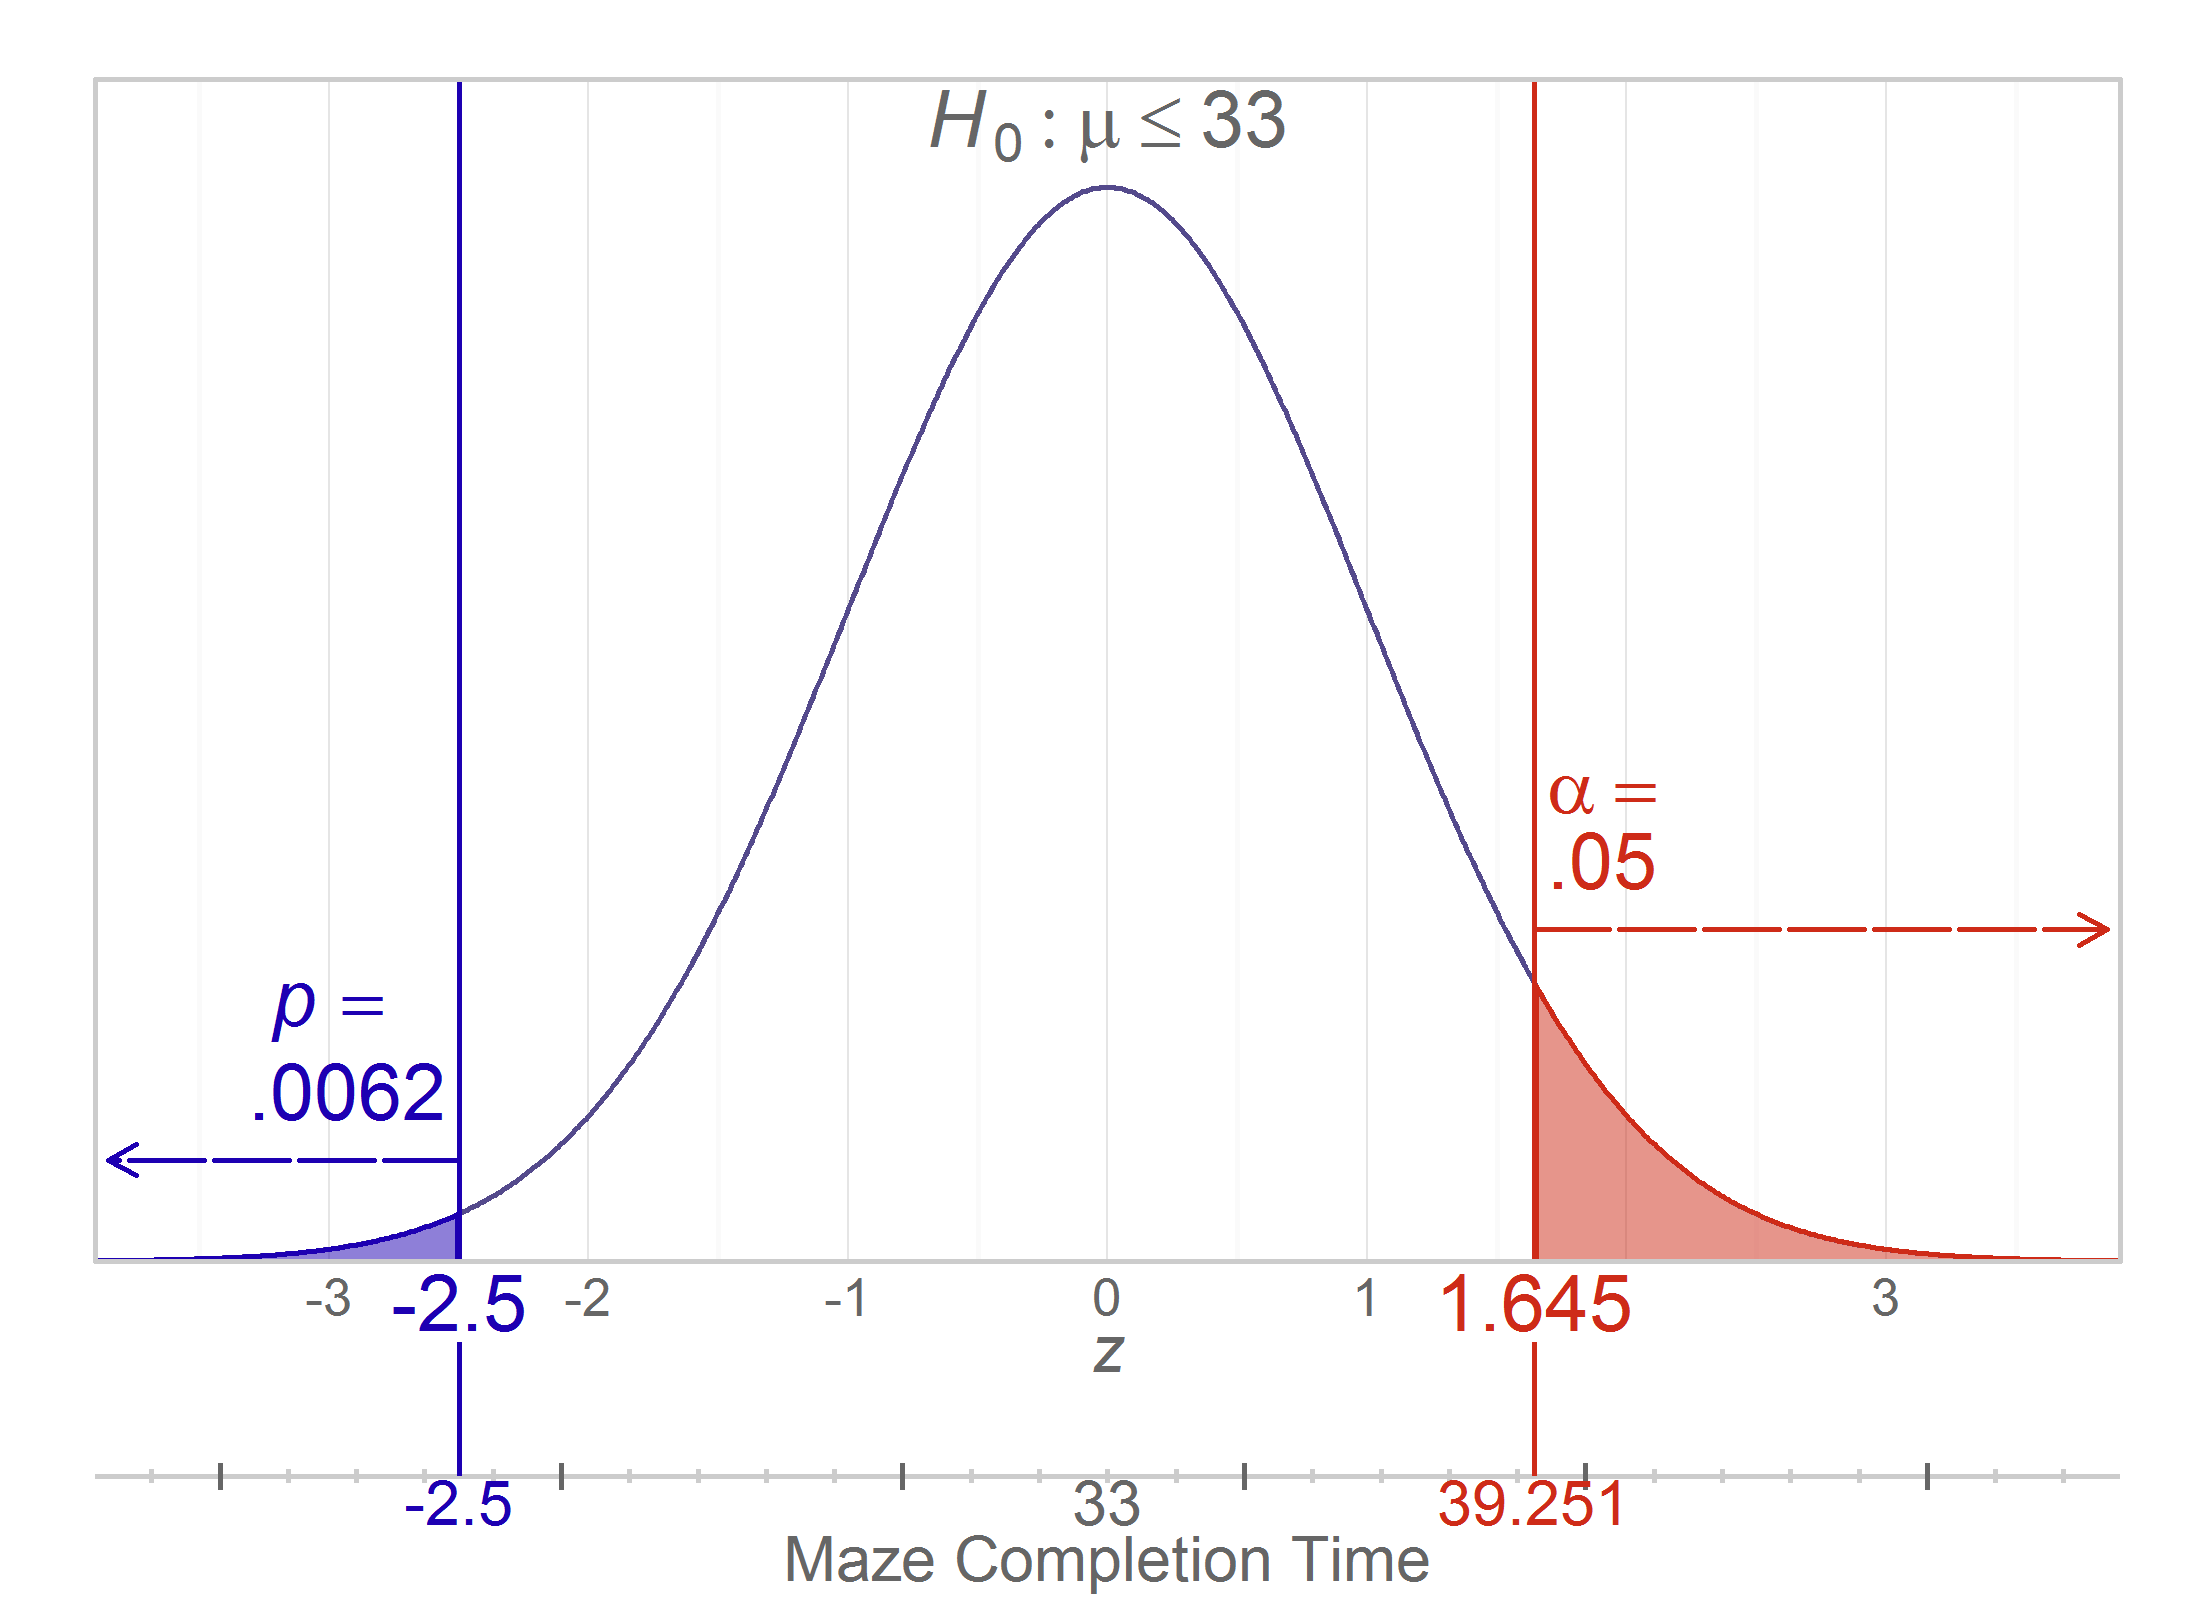 H0 : μ ≤ 33
α =
.05
p =
.0062
-3 -2.5 -2 -1 0 1 1.645 3
z
-2.5 33 39.251
Maze Completion Time